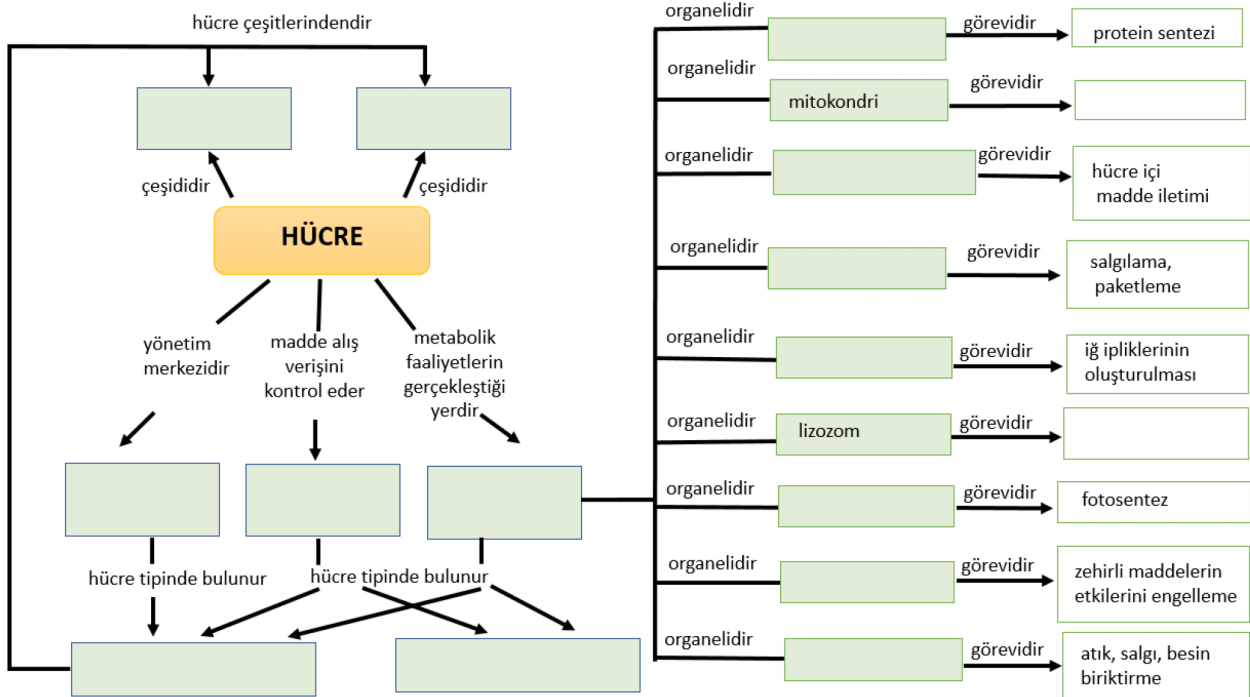 hücre çeşitlerindendir
çeşididir
çeşididir
HÜCRE
yönetim
merkezidir
madde alış
verişini
kontrol eder
metabolik
faaliyetlerin
gerçekleştiği
yerdir
hücre tipinde bulunur
hücre tipinde bulunur
organelidir
görevidir
protein sentezi
organelidir
mitokondri
görevidir
organelidir
görevidir
hücre içi
madde iletimi
organelidir
görevidir
salgılama,
paketleme
organelidir
görevidir
iğ ipliklerinin
oluşturulması
organelidir
lizozom
görevidir
organelidir
görevidir
fotosentez
organelidir
görevidir
zehirli maddelerin
etkilerini engelleme
organelidir
görevidir
atık, salgı, besin
biriktirme